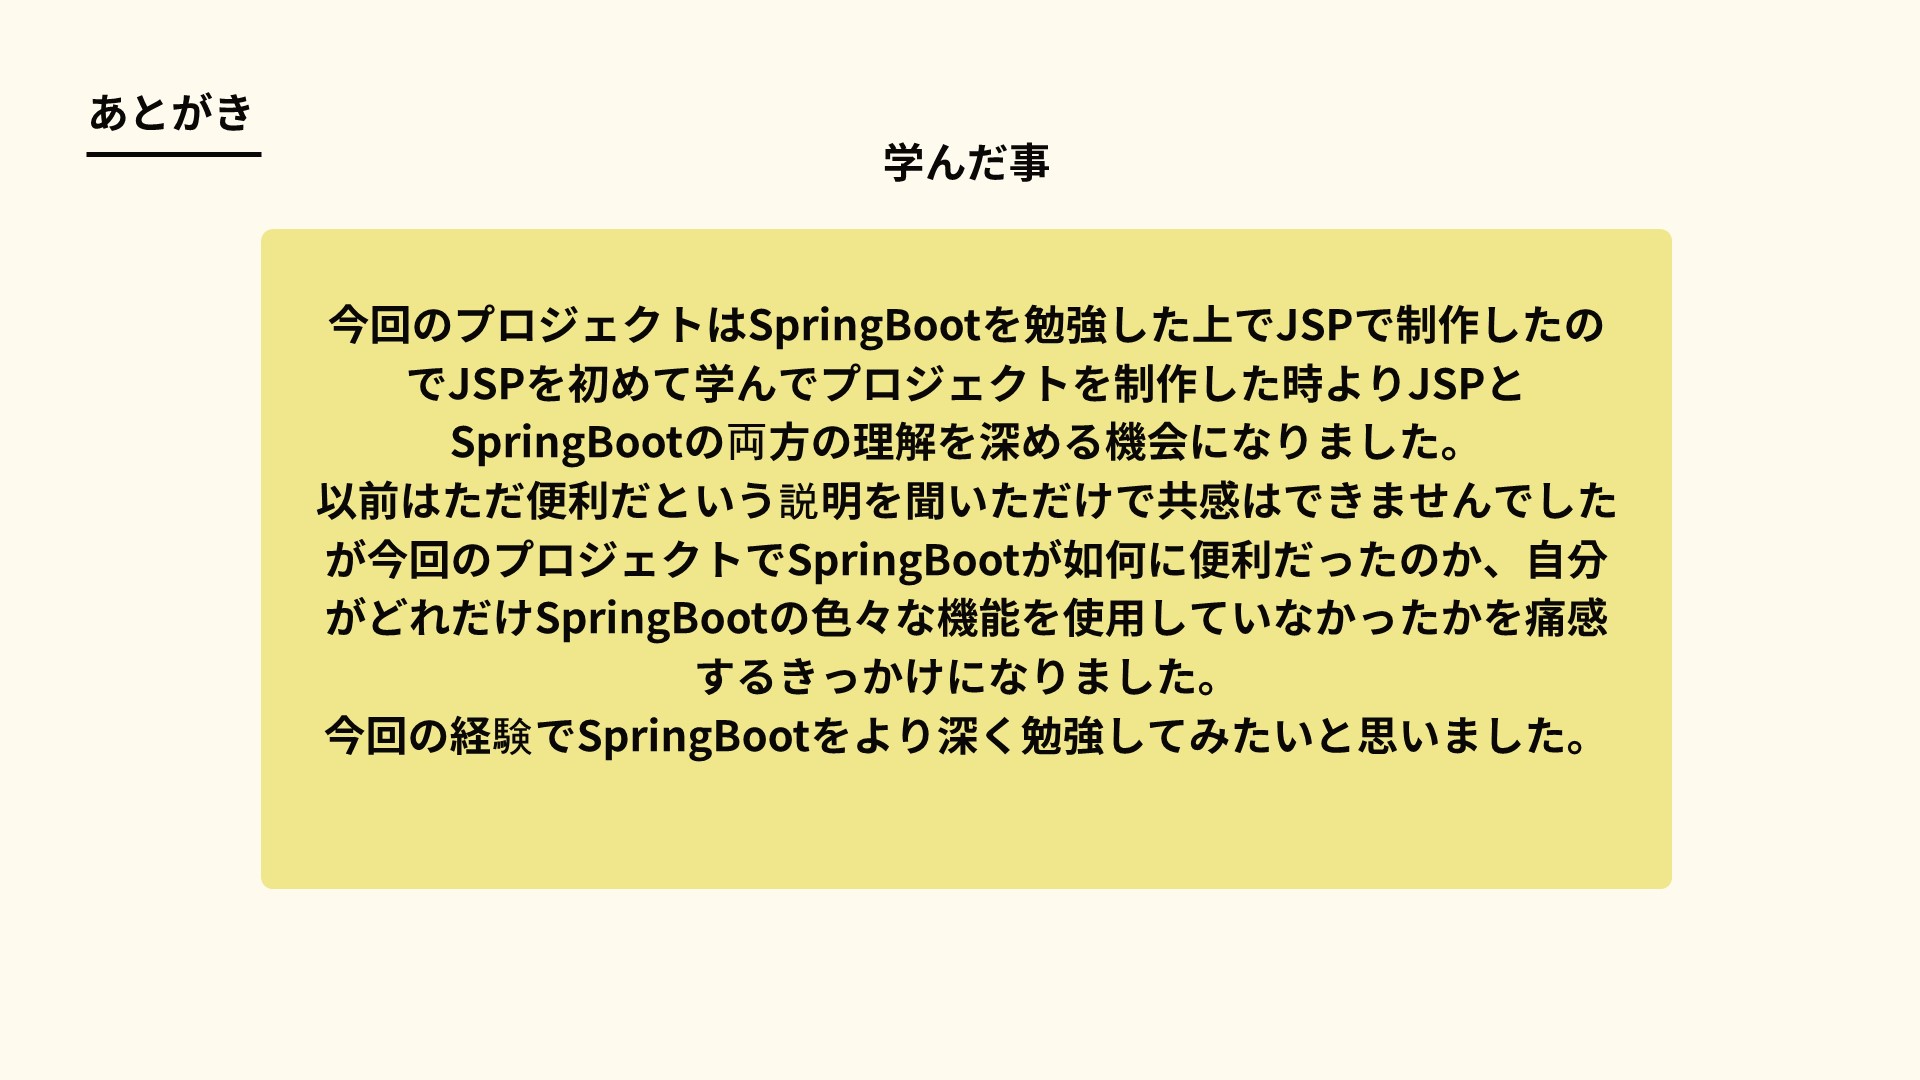 あとがき
学んだ事
今回のプロジェクトはSpringBootを勉強した上でJSPで制作したの
でJSPを初めて学んでプロジェクトを制作した時よりJSPと
SpringBootの両方の理解を深める機会になりました。
以前はただ便利だという説明を聞いただけで共感はできませんでした
が今回のプロジェクトでSpringBootが如何に便利だったのか、自分
がどれだけSpringBootの色々な機能を使用していなかったかを痛感
するきっかけになりました。
今回の経験でSpringBootをより深く勉強してみたいと思いました。